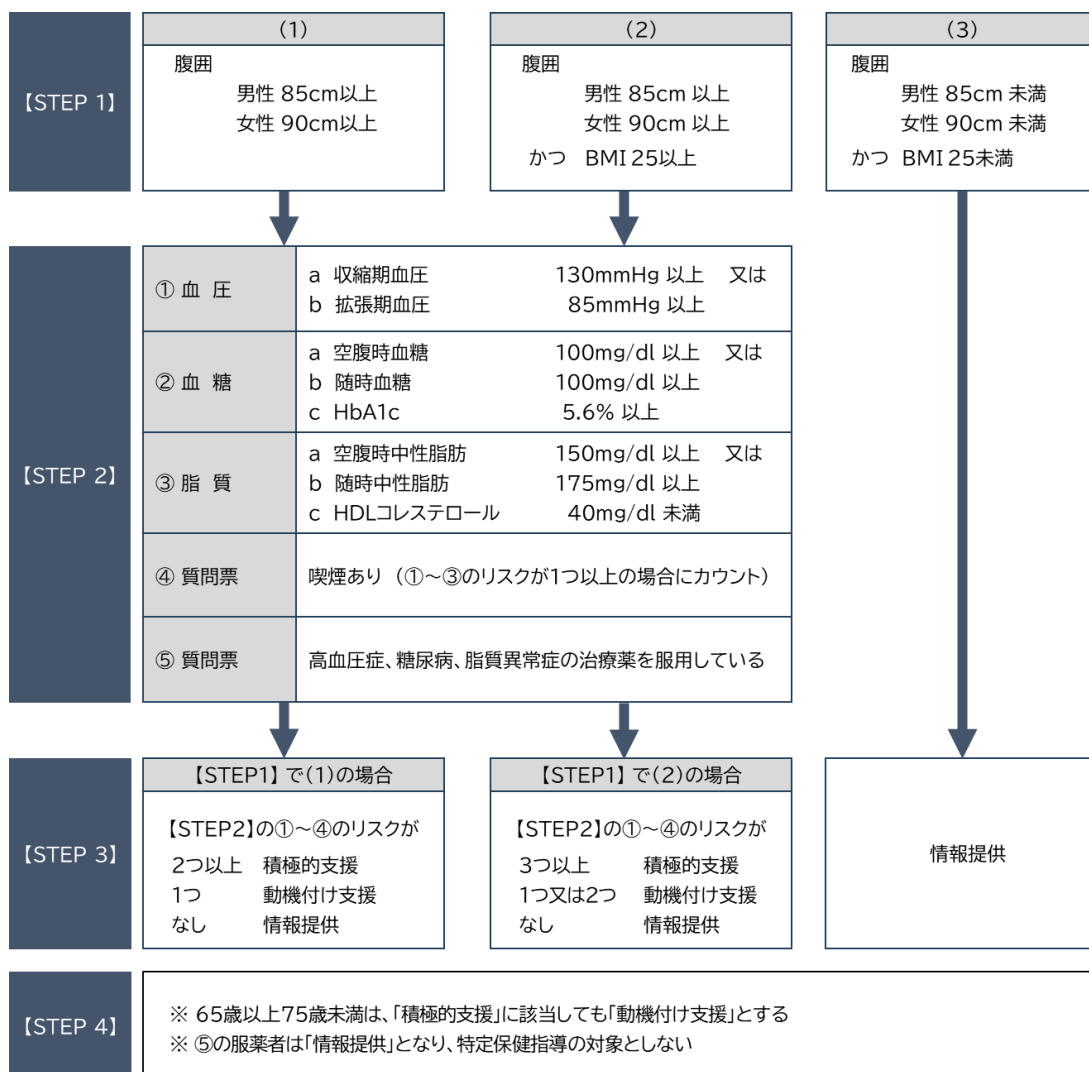 【STEP 1】
(1)
腹囲
男性 85cm以上
女性 90cm以上
(2)
腹囲
男性 85cm 以上
女性 90cm 以上
かつ BMI 25以上
(3)
腹囲
男性 85cm 未満
女性 90cm 未満
かつ BMI 25未満
【STEP 2】
① 血 圧
a 収縮期血圧 130mmHg 以上 又は
b 拡張期血圧 85mmHg 以上
② 血 糖
a 空腹時血糖 100mg/dl 以上 又は
b 随時血糖 100mg/dl 以上
c HbA1c 5.6% 以上
③ 脂 質
a 空腹時中性脂肪 150mg/dl 以上 又は
b 随時中性脂肪 175mg/dl 以上
c HDLコレステロール 40mg/dl 未満
④ 質問票
喫煙あり (①~③のリスクが1つ以上の場合にカウント)
⑤ 質問票
高血圧症、糖尿病、脂質異常症の治療薬を服用している
【STEP 3】
【STEP1】で(1)の場合
【STEP2】の①~④のリスクが
2つ以上 積極的支援
1つ 動機付け支援
なし 情報提供
【STEP1】で(2)の場合
【STEP2】の①~④のリスクが
3つ以上 積極的支援
1つ又は2つ 動機付け支援
なし 情報提供
情報提供
【STEP 4】
※ 65歳以上75歳未満は、「積極的支援」に該当しても「動機付け支援」とする
※ ⑤の服薬者は「情報提供」となり、特定保健指導の対象としない